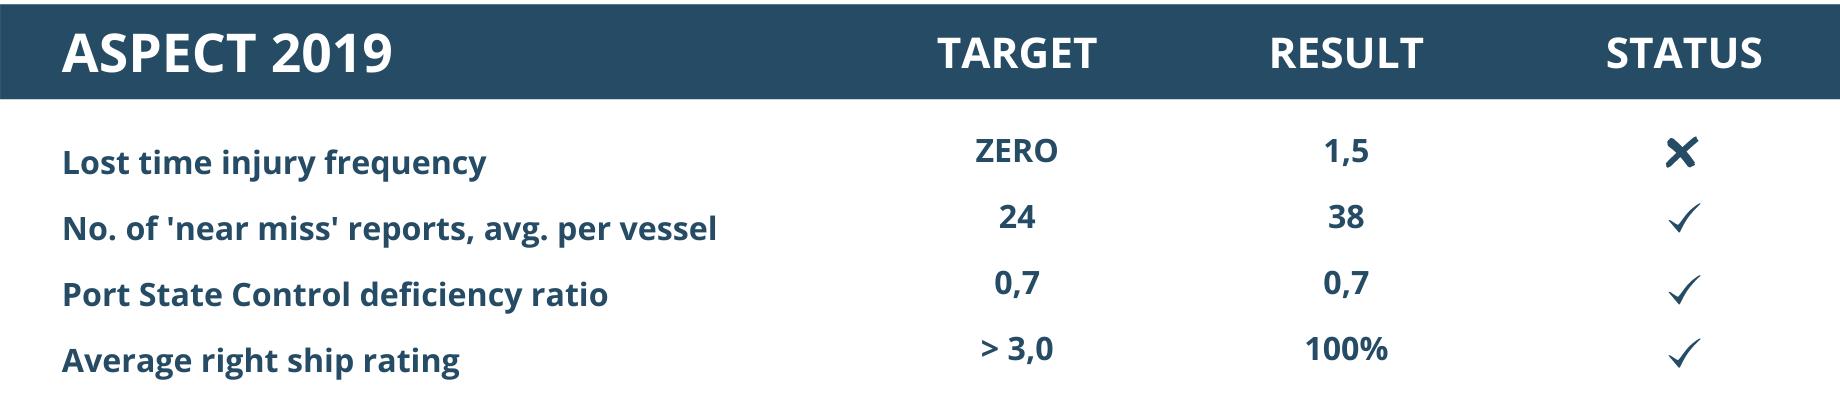 ASPECT 2019 TARGET RESULT STATUS
Lost time injury frequency ZERO 1,5
No. of 'near miss' reports, avg. per vessel 24 38
Port State Control deficiency ratio 0,7 0,7
Average right ship rating > 3,0 100%